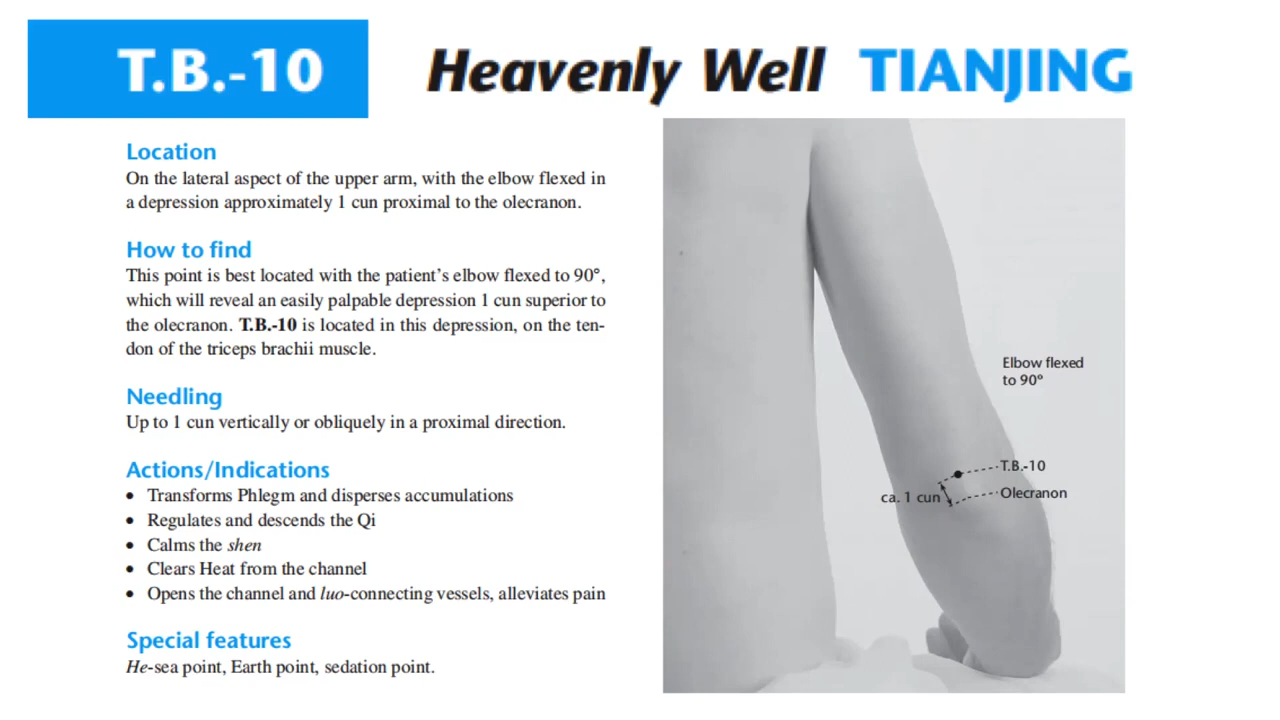 T.B.-10
Heavenly Well TIANJING
Location
On the lateral aspect of the upper arm, with the elbow flexed in
a depression approximately 1 cun proximal to the olecranon.
How to find
This point is best located with the patient’s elbow flexed to 90°,
which will reveal an easily palpable depression 1 cun superior to
the olecranon. T.B.-10 is located in this depression, on the ten-
don of the triceps brachii muscle.
Needling
Up to 1 cun vertically or obliquely in a proximal direction.
Actions/Indications
• Transforms Phlegm and disperses accumulations
• Regulates and descends the Qi
• Calms the shen
• Clears Heat from the channel
• Opens the channel and luo-connecting vessels, alleviates pain
Special features
He-sea point, Earth point, sedation point.
Elbow flexed
to 90°
T.B.-10
Olecranon
ca. 1 cun